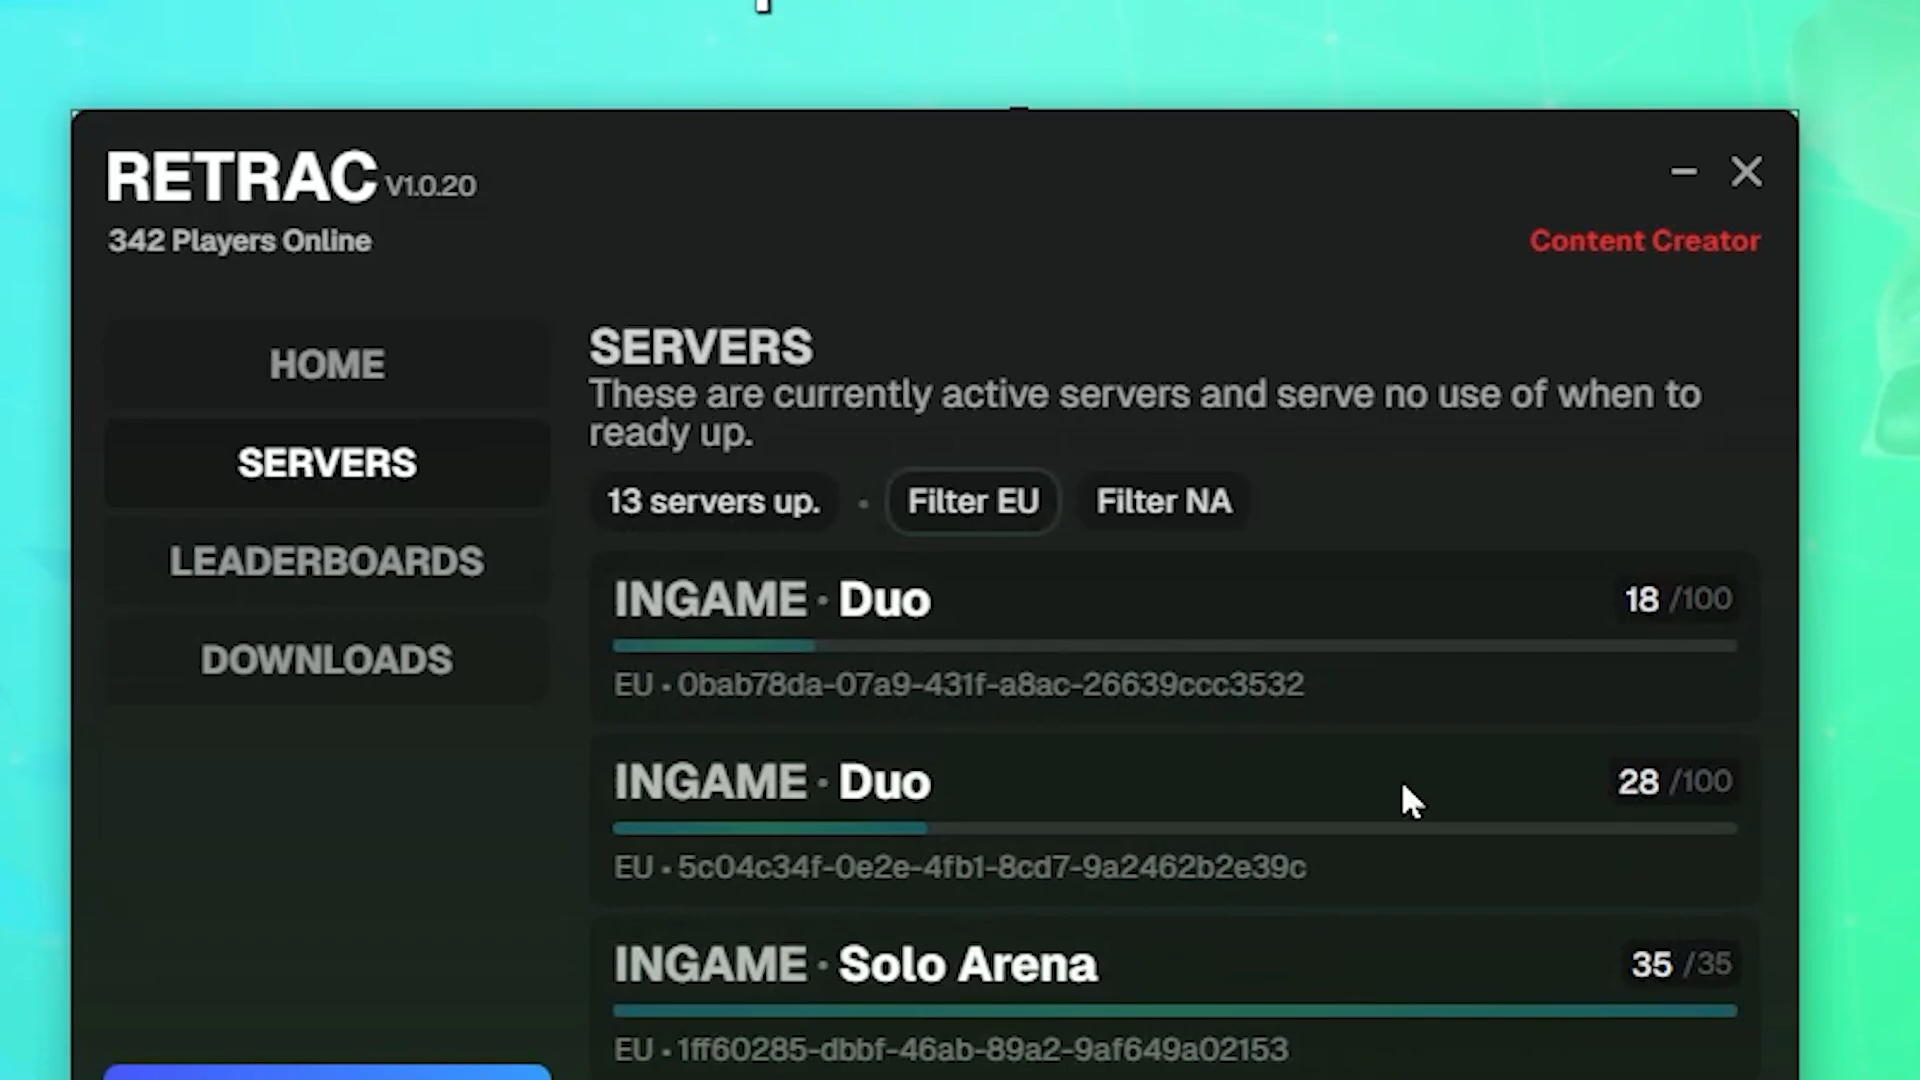 RETRAC V1.0.20
342 Players Online
Content Creator
HOME
SERVERS
LEADERBOARDS
DOWNLOADS
SERVERS
These are currently active servers and serve no use of when to
ready up.
13 servers up. • Filter EU Filter NA
INGAME · Duo 18 /100
EU • 0bab78da-07a9-431f-a8ac-26639ccc3532
INGAME · Duo 28 /100
EU • 5c04c34f-0e2e-4fb1-8cd7-9a2462b2e39c
INGAME · Solo Arena 35 /35
EU • 1ff60285-dbbf-46ab-89a2-9af649a02153